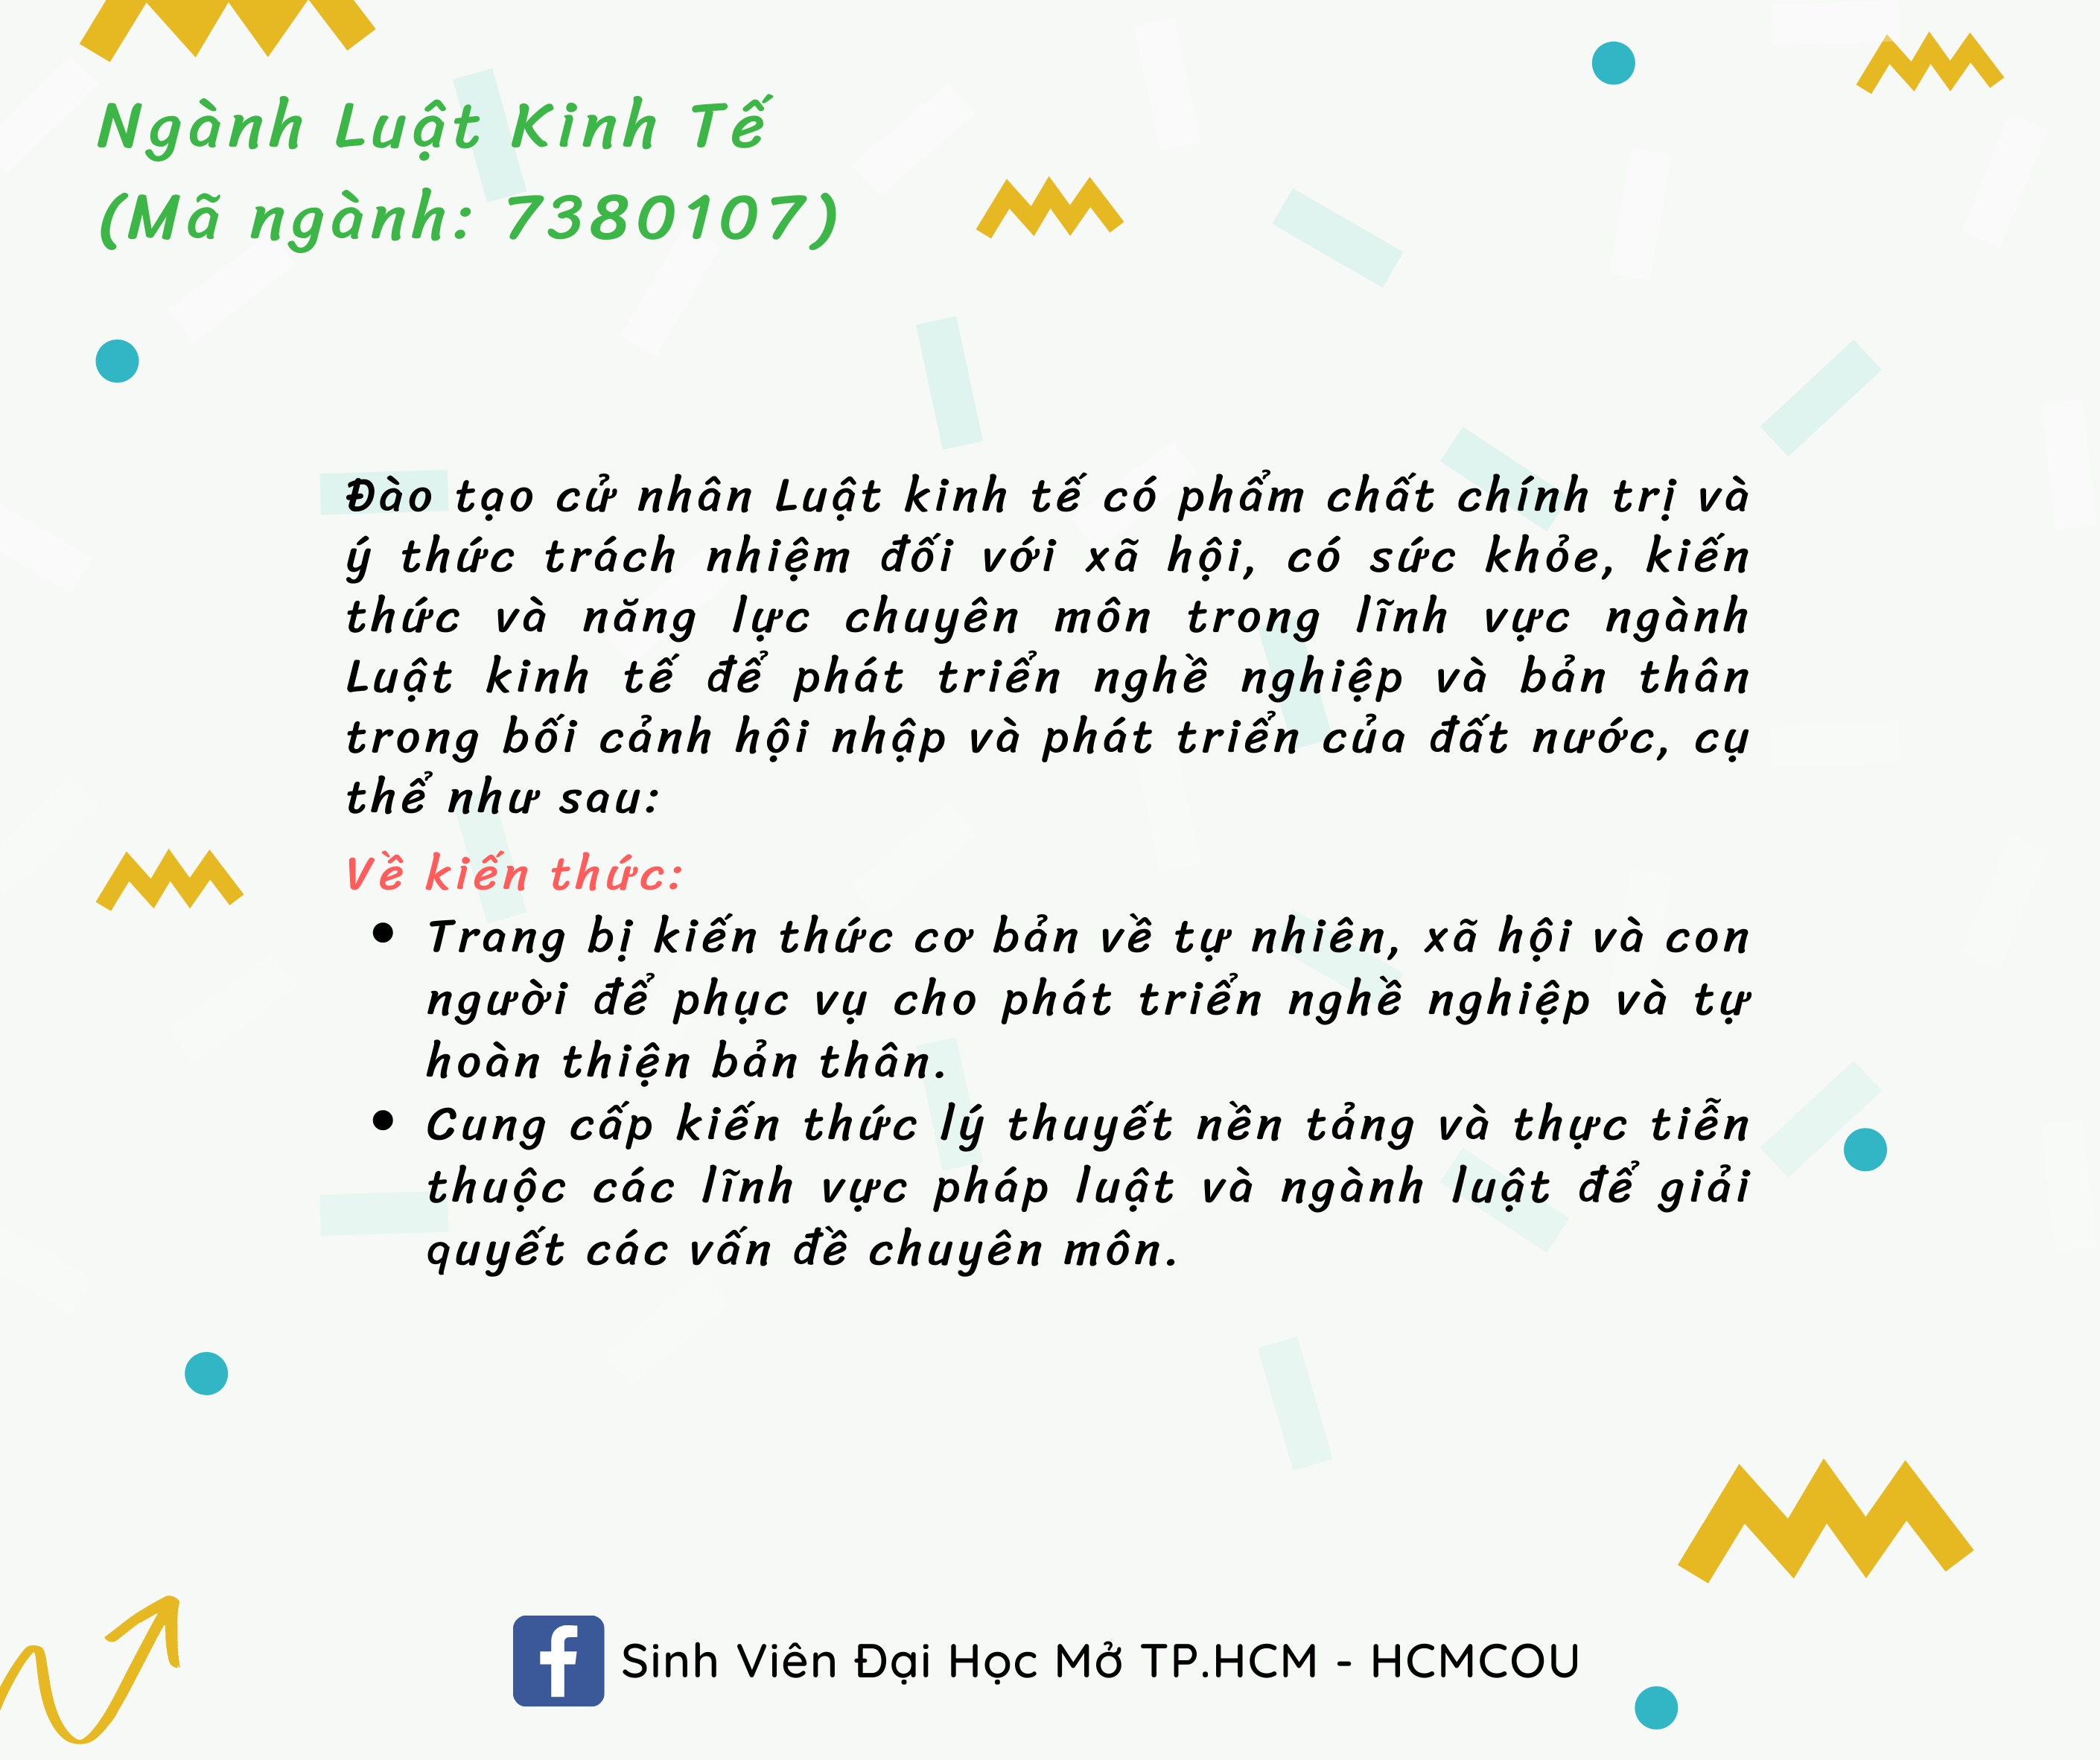 Ngành Luật Kinh Tế
(Mã ngành: 7380107)
Đào tạo cử nhân Luật kinh tế có phẩm chất chính trị và
ý thức trách nhiệm đối với xã hội, có sức khỏe, kiến
thức và năng lực chuyên môn trong lĩnh vực ngành
Luật kinh tế để phát triển nghề nghiệp và bản thân
trong bối cảnh hội nhập và phát triển của đất nước, cụ
thể như sau:
Về kiến thức:
• Trang bị kiến thức cơ bản về tự nhiên, xã hội và con
người để phục vụ cho phát triển nghề nghiệp và tự
hoàn thiện bản thân.
• Cung cấp kiến thức lý thuyết nền tảng và thực tiễn
thuộc các lĩnh vực pháp luật và ngành luật để giải
quyết các vấn đề chuyên môn.
Sinh Viên Đại Học Mở TP.HCM - HCMCOU